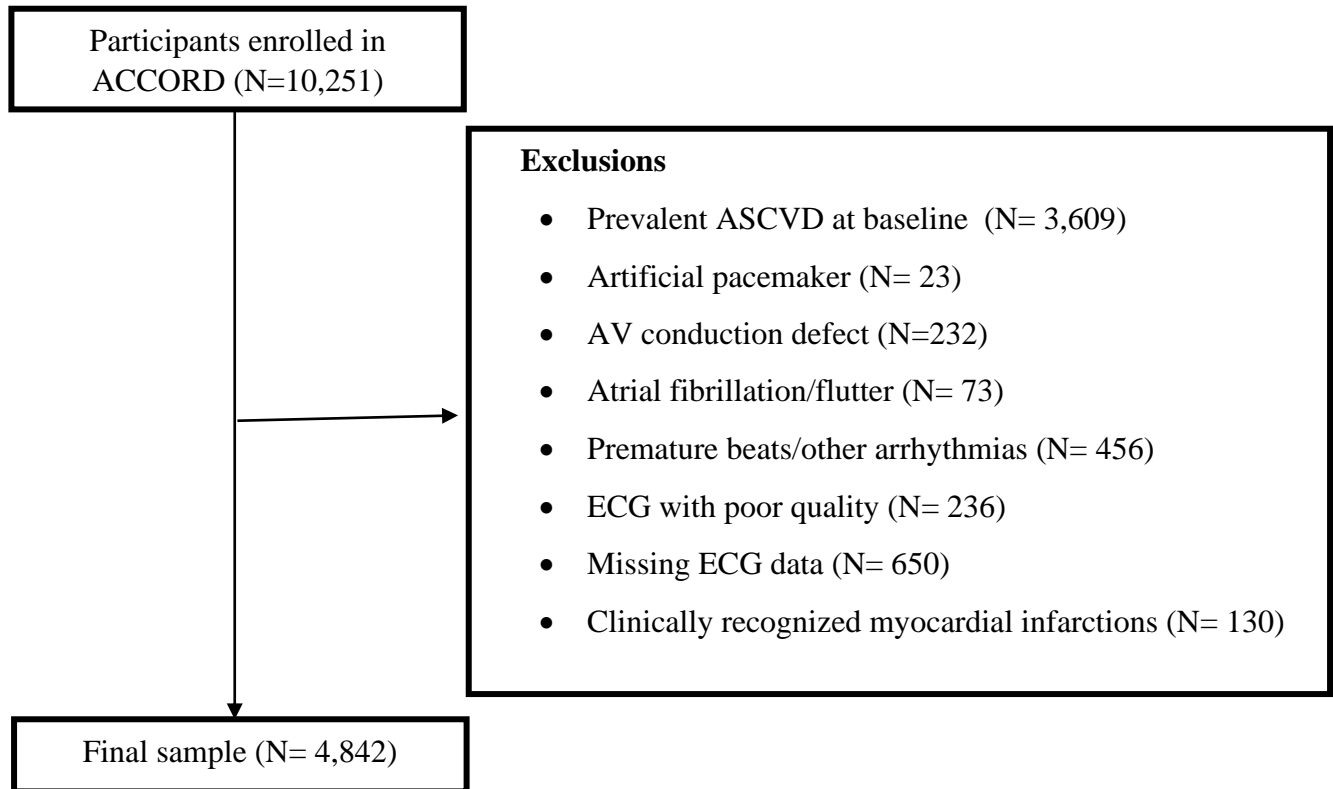 Participants enrolled in
ACCORD (N=10,251)
Exclusions
• Prevalent ASCVD at baseline  (N= 3,609)
• Artificial pacemaker (N= 23)
• AV conduction defect (N=232)
• Atrial fibrillation/flutter (N= 73)
• Premature beats/other arrhythmias (N= 456)
• ECG with poor quality (N= 236)
• Missing ECG data (N= 650)
• Clinically recognized myocardial infarctions (N= 130)
Final sample (N= 4,842)